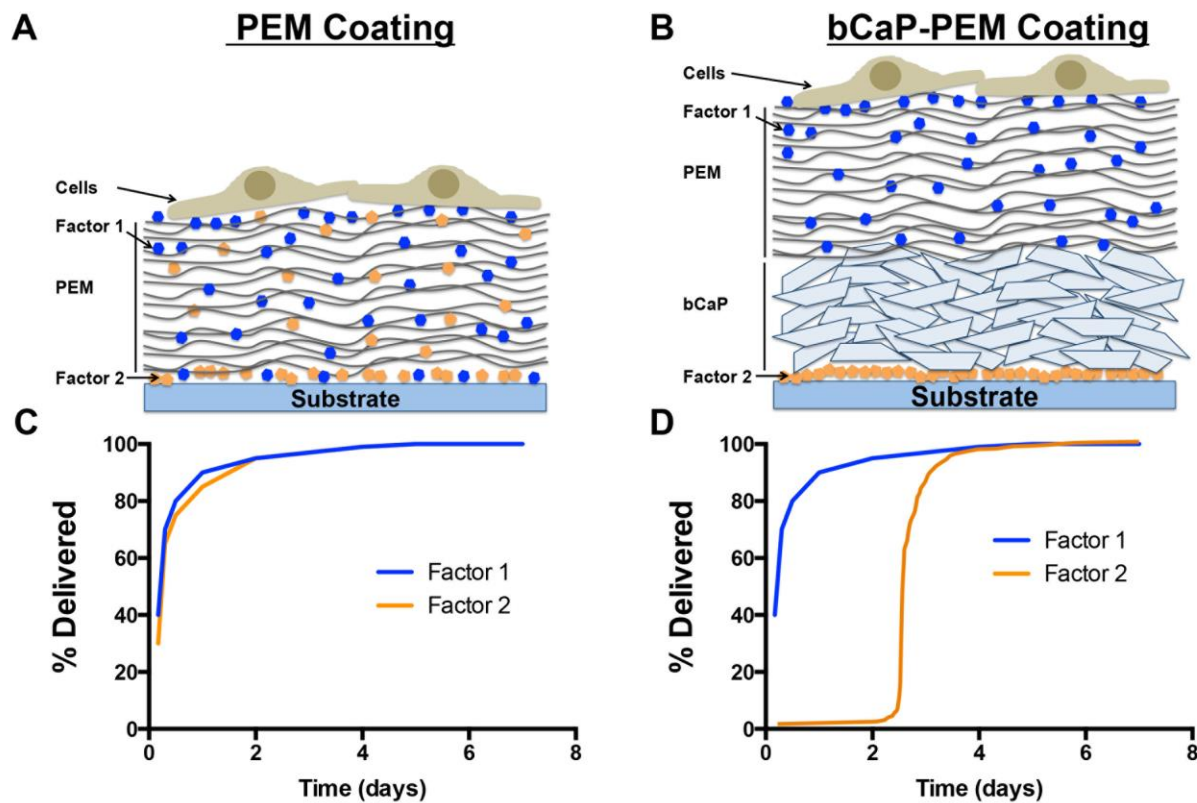 A
PEM Coating
Cells
Factor 1
PEM
Factor 2
Substrate
B
bCaP-PEM Coating
Cells
Factor 1
PEM
bCaP
Factor 2
Substrate
C
% Delivered
100
80
60
40
20
0
0 2 4 6 8
Time (days)
Factor 1
Factor 2
D
% Delivered
100
80
60
40
20
0
0 2 4 6 8
Time (days)
Factor 1
Factor 2